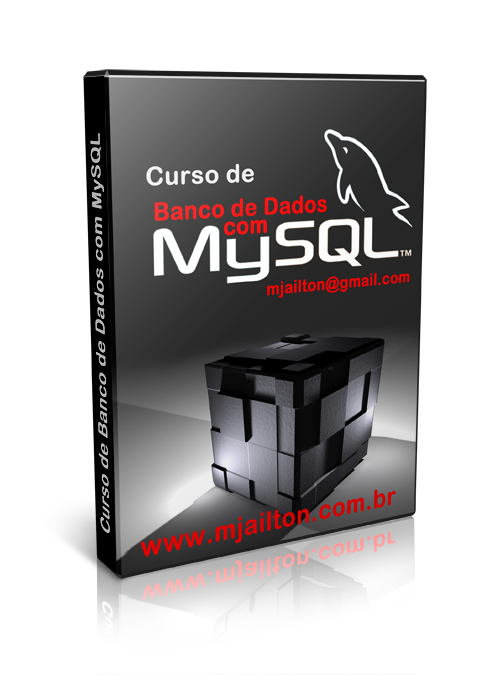 Curso de Banco de Dados com MySQL
Curso de
Banco de Dados
com
MySQL™
mjailton@gmail.com
www.mjailton.com.br